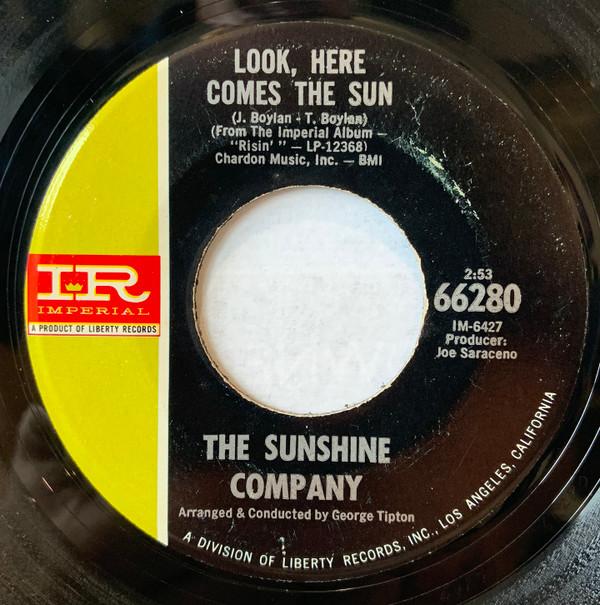 LOOK, HERE
COMES THE SUN
(J. Boylan - T. Boylan)
(From The Imperial Album –
"Risin' " – LP-12368)
Chardon Music, Inc. – BMI
IR
IMPERIAL
A PRODUCT OF LIBERTY RECORDS
2:53
66280
IM-6427
Producer:
Joe Saraceno
THE SUNSHINE
COMPANY
Arranged & Conducted by George Tipton
A DIVISION OF LIBERTY RECORDS, INC., LOS ANGELES, CALIFORNIA